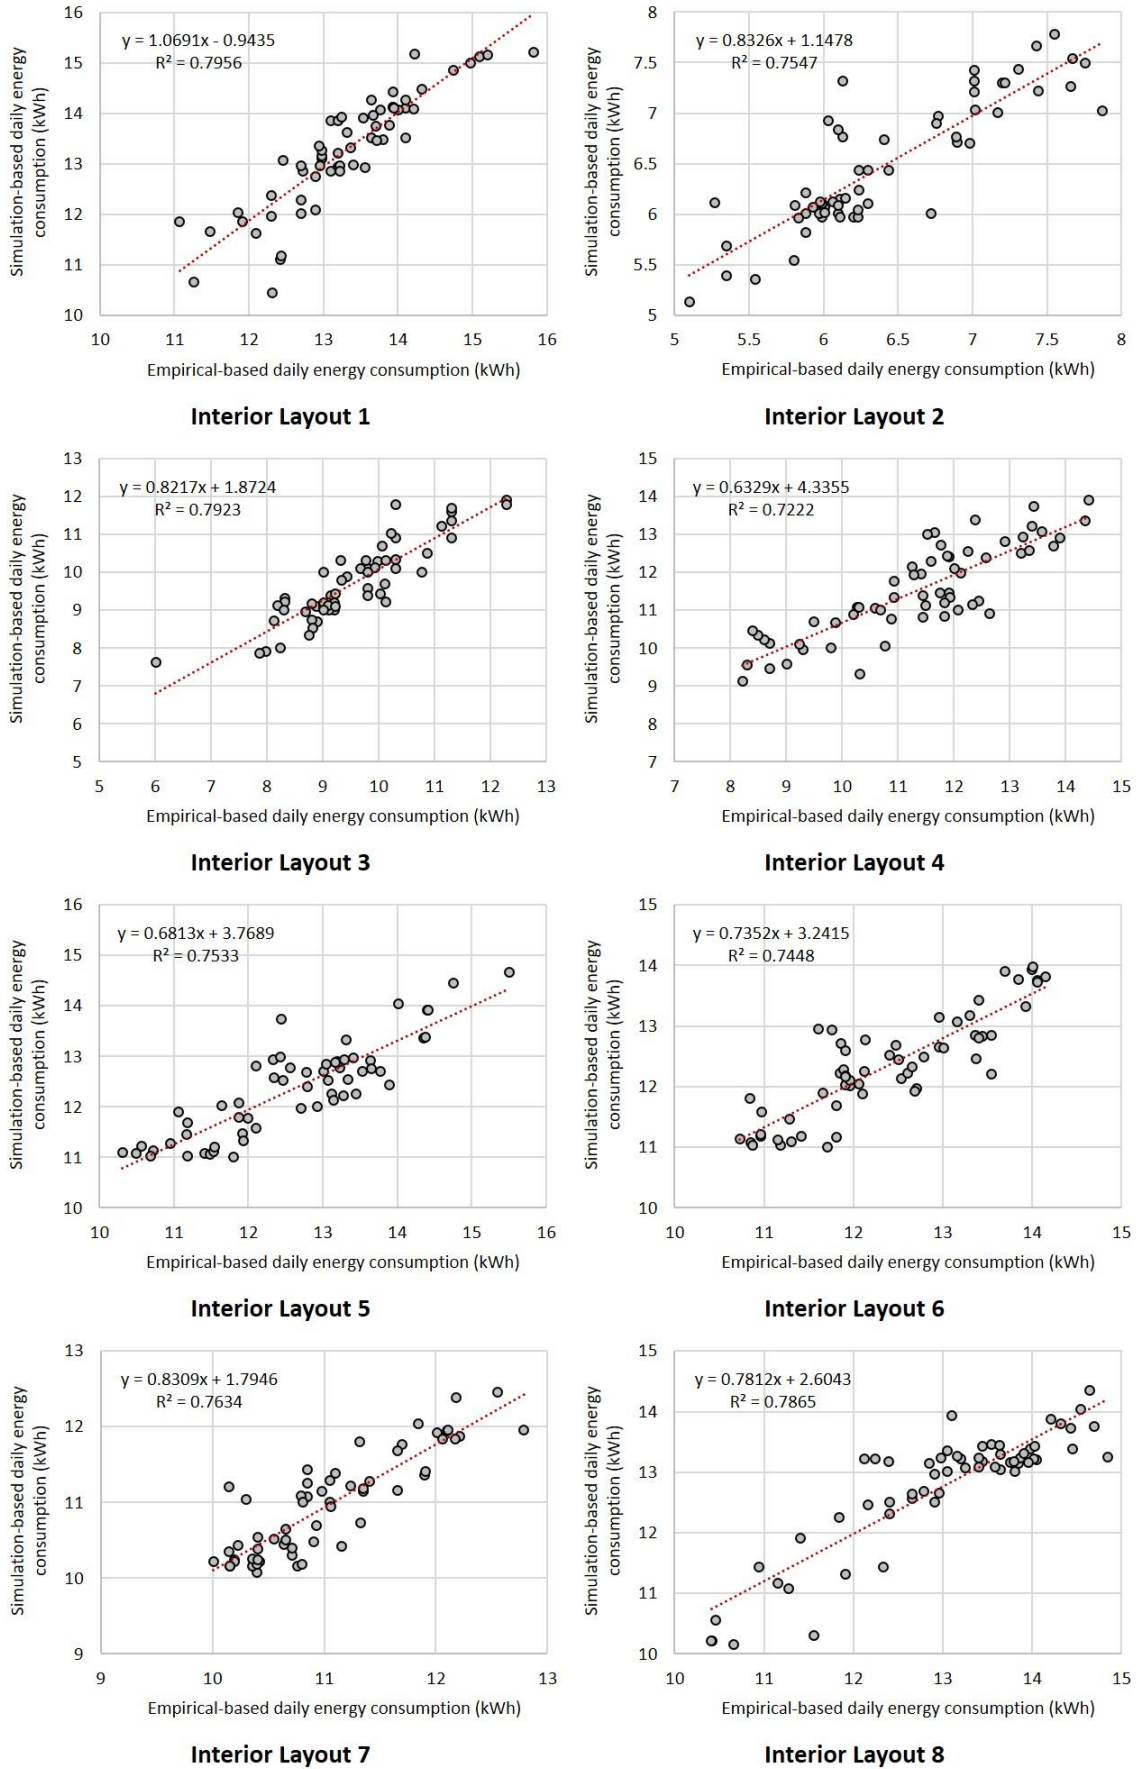 Simulation-based daily energy
consumption (kWh)
16
15
14
13
12
11
10
y = 1.0691x - 0.9435
R² = 0.7956
10 11 12 13 14 15 16
Empirical-based daily energy consumption (kWh)
Interior Layout 1
Simulation-based daily energy
consumption (kWh)
8
7.5
7
6.5
6
5.5
5
y = 0.8326x + 1.1478
R² = 0.7547
5 5.5 6 6.5 7 7.5 8
Empirical-based daily energy consumption (kWh)
Interior Layout 2
Simulation-based daily energy
consumption (kWh)
13
12
11
10
9
8
7
6
5
y = 0.8217x + 1.8724
R² = 0.7923
5 6 7 8 9 10 11 12 13
Empirical-based daily energy consumption (kWh)
Interior Layout 3
Simulation-based daily energy
consumption (kWh)
15
14
13
12
11
10
9
8
7
y = 0.6329x + 4.3355
R² = 0.7222
7 8 9 10 11 12 13 14 15
Empirical-based daily energy consumption (kWh)
Interior Layout 4
Simulation-based daily energy
consumption (kWh)
16
15
14
13
12
11
10
y = 0.6813x + 3.7689
R² = 0.7533
10 11 12 13 14 15 16
Empirical-based daily energy consumption (kWh)
Interior Layout 5
Simulation-based daily energy
consumption (kWh)
15
14
13
12
11
10
y = 0.7352x + 3.2415
R² = 0.7448
10 11 12 13 14 15
Empirical-based daily energy consumption (kWh)
Interior Layout 6
Simulation-based daily energy
consumption (kWh)
13
12
11
10
9
y = 0.8309x + 1.7946
R² = 0.7634
9 10 11 12 13
Empirical-based daily energy consumption (kWh)
Interior Layout 7
Simulation-based daily energy
consumption (kWh)
15
14
13
12
11
10
y = 0.7812x + 2.6043
R² = 0.7865
10 11 12 13 14 15
Empirical-based daily energy consumption (kWh)
Interior Layout 8